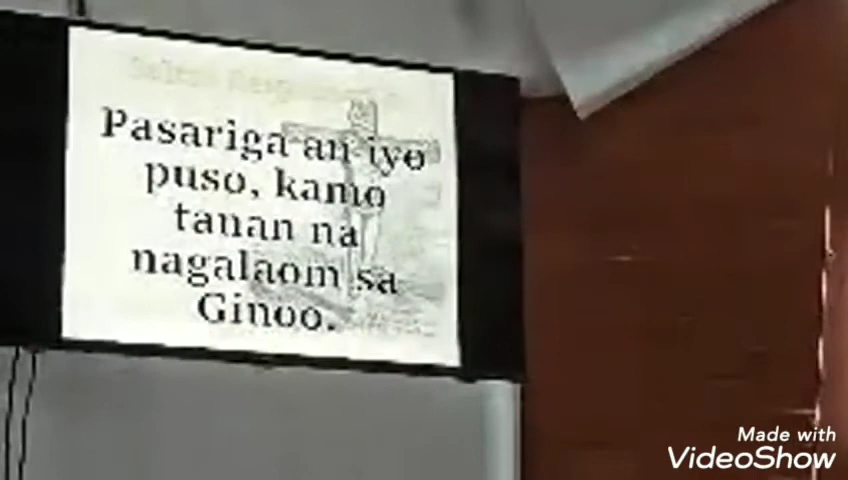 Pasariga an iyo
puso, kamo
tanan na
nagalaom sa
Ginoo.
Made with
VideoShow